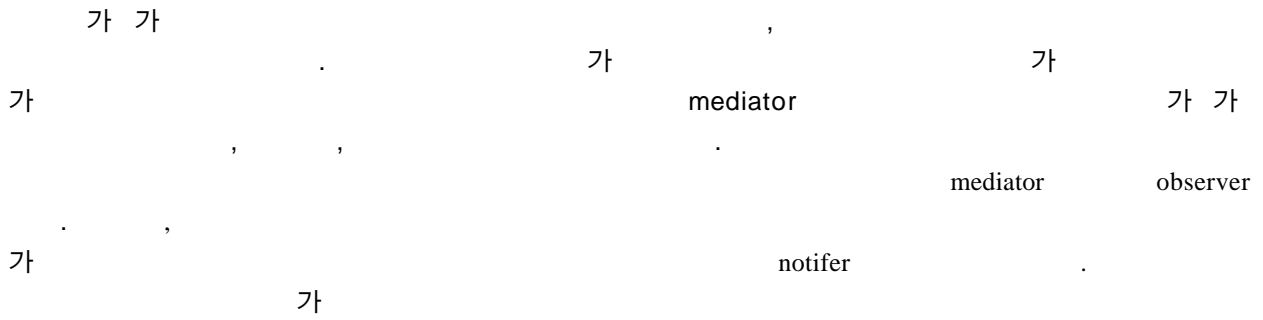 가 가 ,
. 가 가
가 mediator 가 가
, , .
mediator observer
. ,
가 notifer .
가